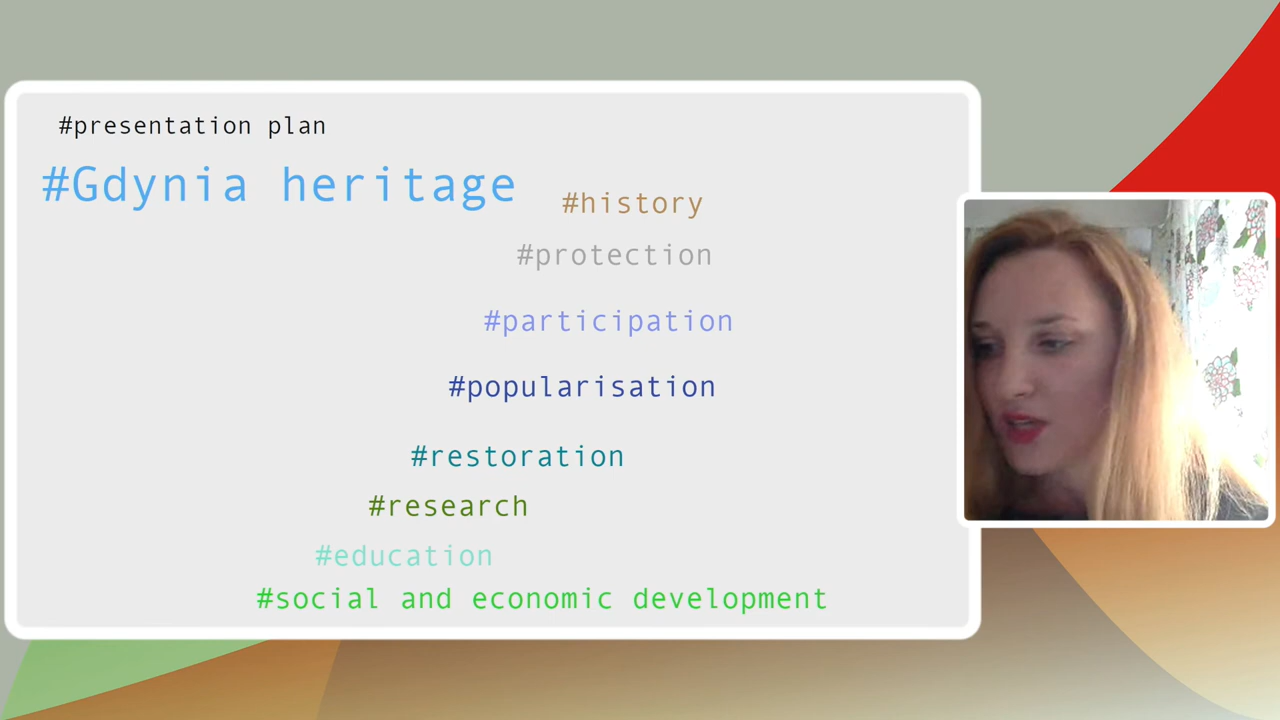 #presentation plan
#Gdynia heritage
#history
#protection
#participation
#popularisation
#restoration
#research
#education
#social and economic development